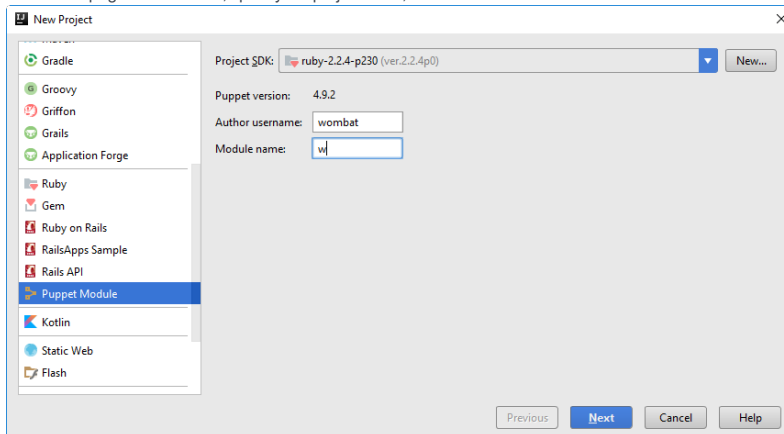 New Project
Gradle
Groovy
Griffon
Grails
Application Forge
Ruby
Gem
Ruby on Rails
RailsApps Sample
Rails API
Puppet Module
Kotlin
Static Web
Flash
Project SDK: ruby-2.2.4-p230 (ver.2.2.4p0) New...
Puppet version: 4.9.2
Author username: wombat
Module name: w
Previous Next Cancel Help